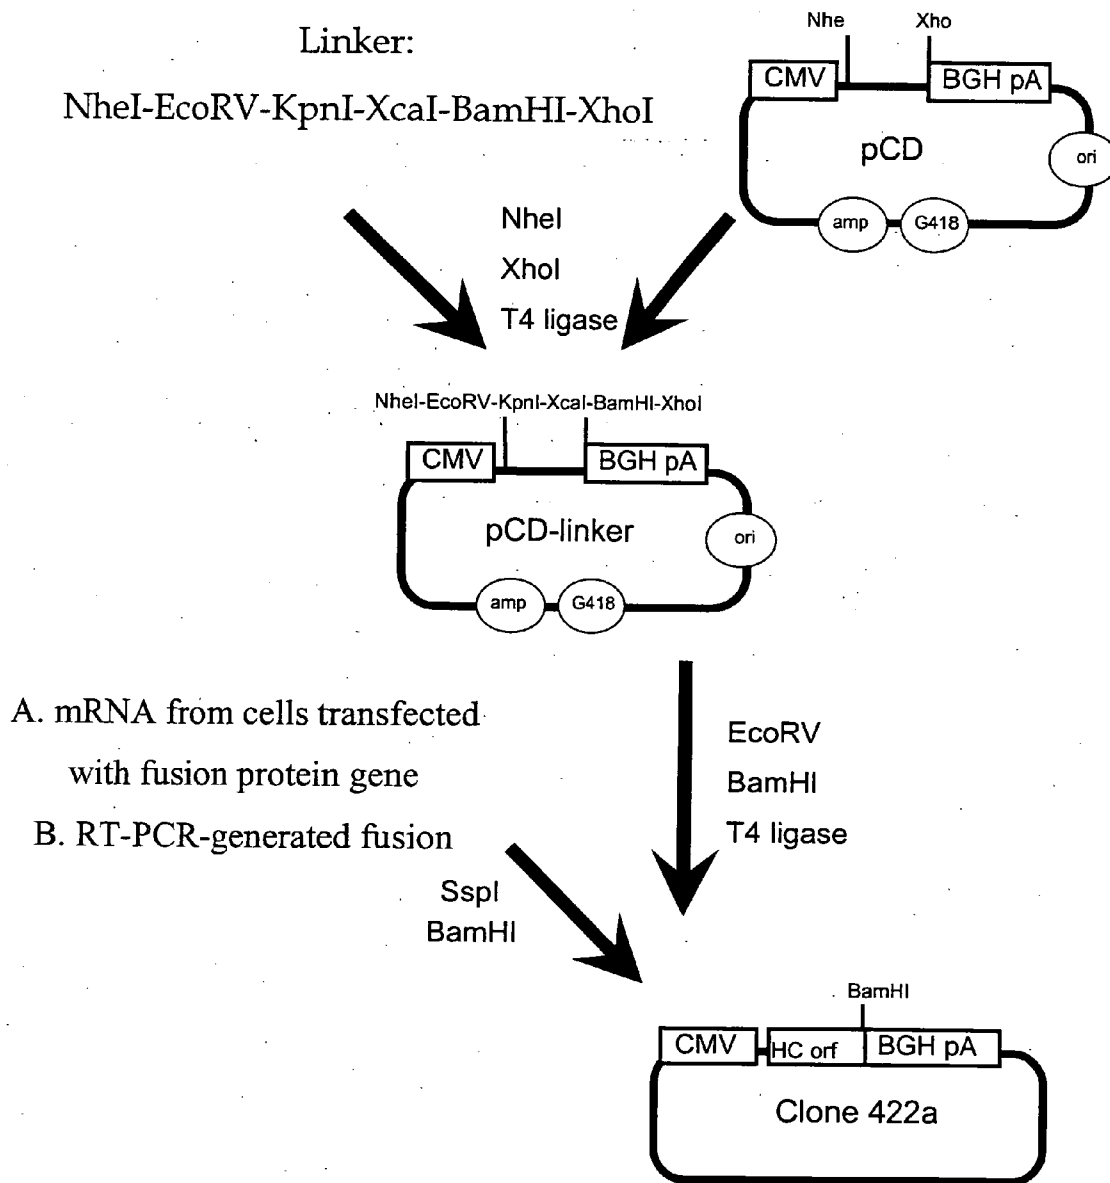 Linker:
NheI-EcoRV-KpnI-XcaI-BamHI-XhoI
Nhe
Xho
CMV
BGH pA
pCD
ori
amp
G418
NheI
XhoI
T4 ligase
NheI-EcoRV-KpnI-XcaI-BamHI-XhoI
CMV
BGH pA
pCD-linker
ori
amp
G418
A. mRNA from cells transfected
with fusion protein gene
B. RT-PCR-generated fusion
EcoRV
BamHI
T4 ligase
SspI
BamHI
BamHI
CMV
HC orf
BGH pA
Clone 422a